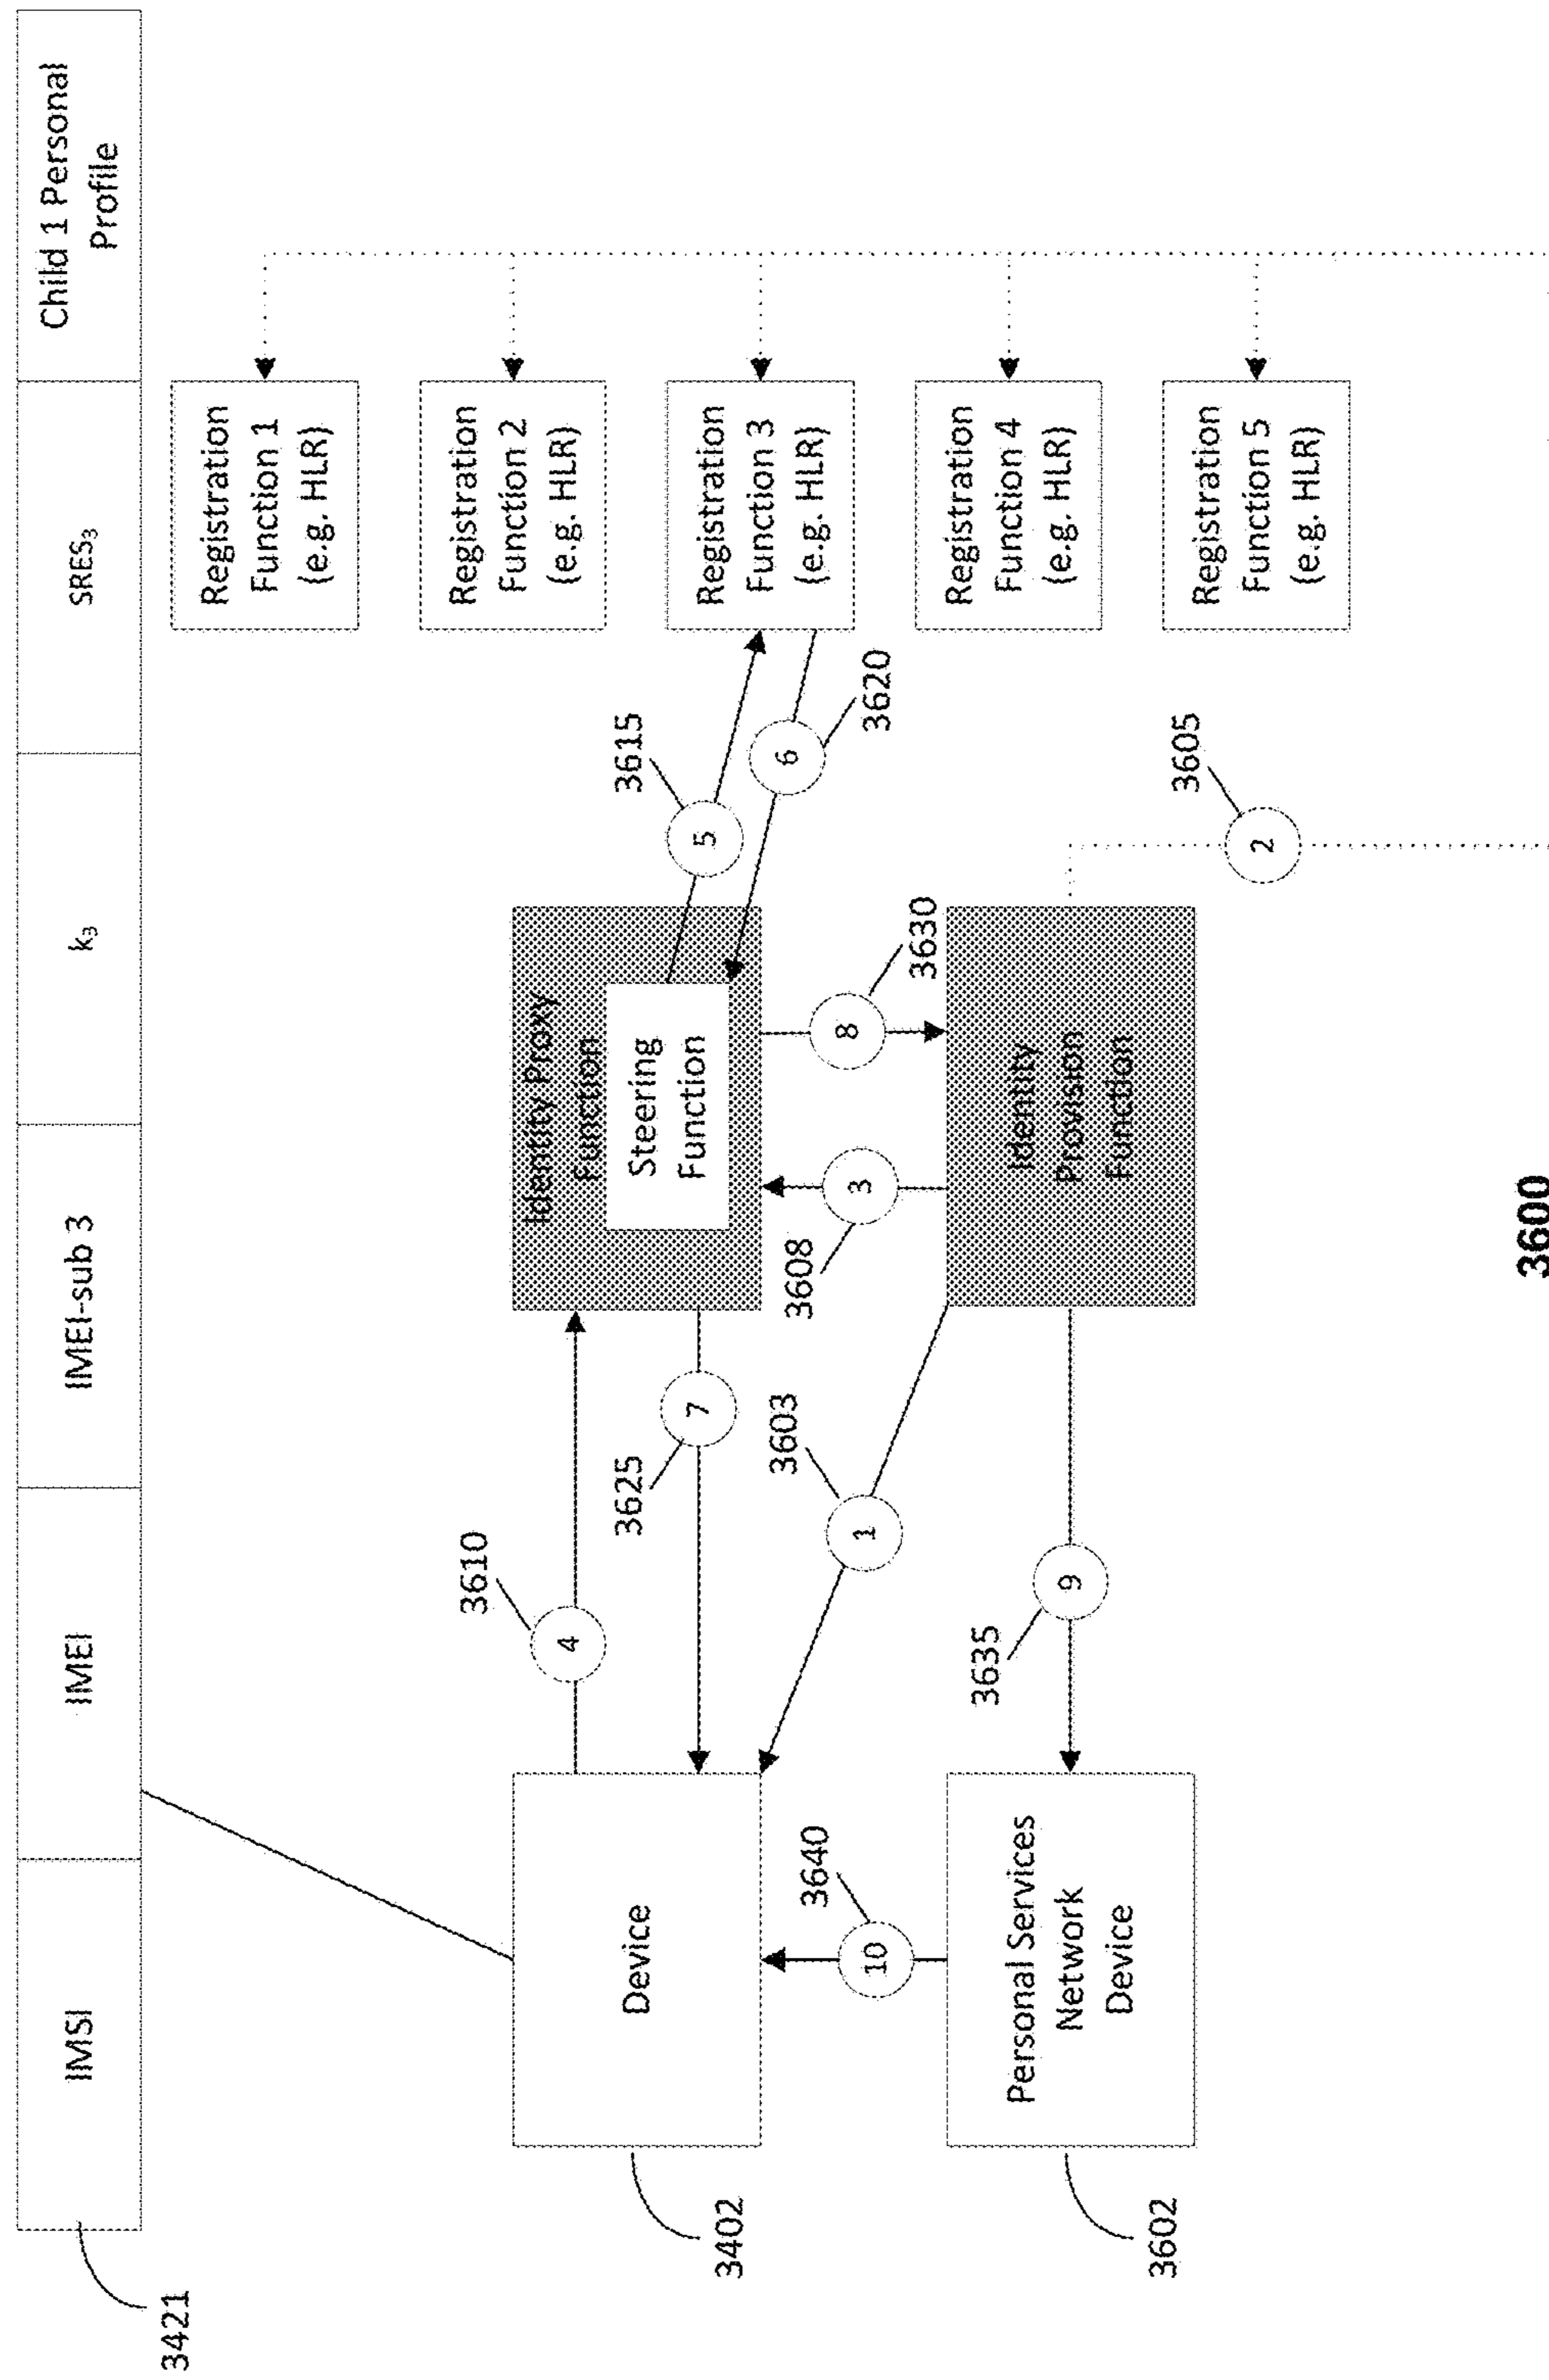 3421
IMSI
IMEI
IMEI-sub 3
k₃
SRES₃
Child 1 Personal
Profile
3402
Device
3610
4
3625
7
Identity Proxy
Function
Steering
Function
3615
5
6
3620
Registration
Function 1
(e.g. HLR)
Registration
Function 2
(e.g. HLR)
Registration
Function 3
(e.g. HLR)
Registration
Function 4
(e.g. HLR)
Registration
Function 5
(e.g. HLR)
3640
10
3603
1
3608
3
8
3630
3602
Personal Services
Network
Device
3635
9
Identity
Provision
Function
3605
2
3600